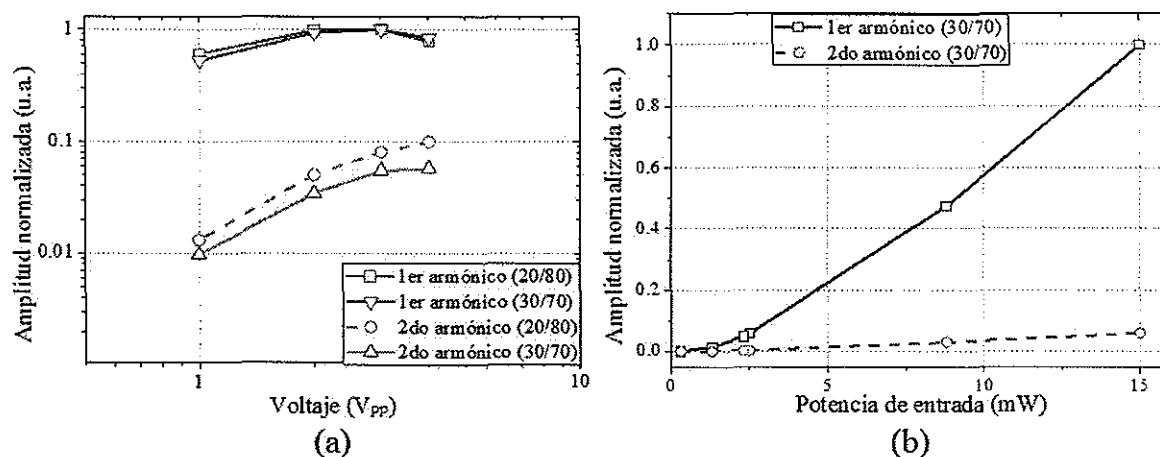 Amplitud normalizada (u.a.)
1
0.1
0.01
1er armónico (20/80)
1er armónico (30/70)
2do armónico (20/80)
2do armónico (30/70)
1
10
Voltaje (VPP)
(a)
Amplitud normalizada (u.a.)
1er armónico (30/70)
2do armónico (30/70)
1.0
0.8
0.6
0.4
0.2
0.0
0
5
10
15
Potencia de entrada (mW)
(b)